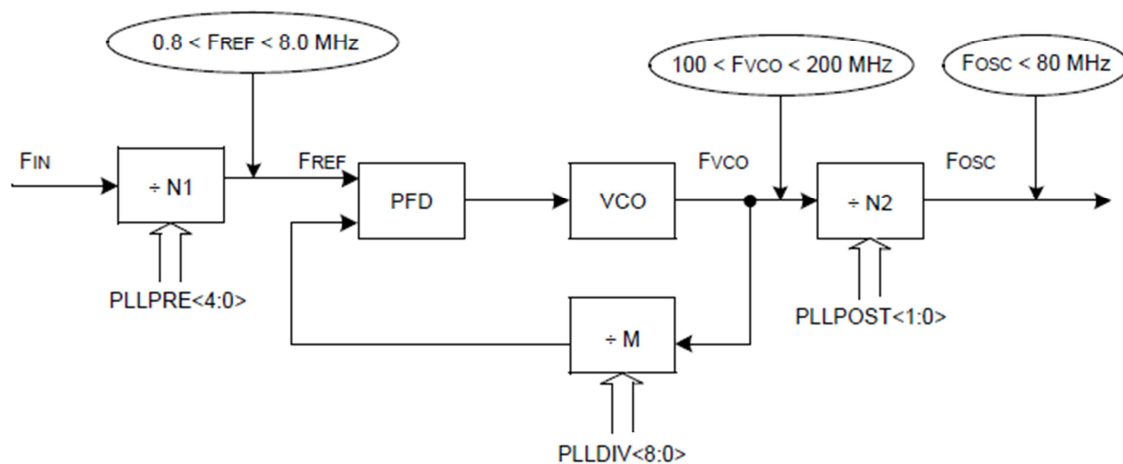 0.8 < FREF < 8.0 MHz
100 < FVCO < 200 MHz
FOSC < 80 MHz
FIN
÷ N1
FREF
PFD
VCO
FVCO
÷ N2
FOSC
PLLPRE<4:0>
PLLPOST<1:0>
÷ M
PLLDIV<8:0>